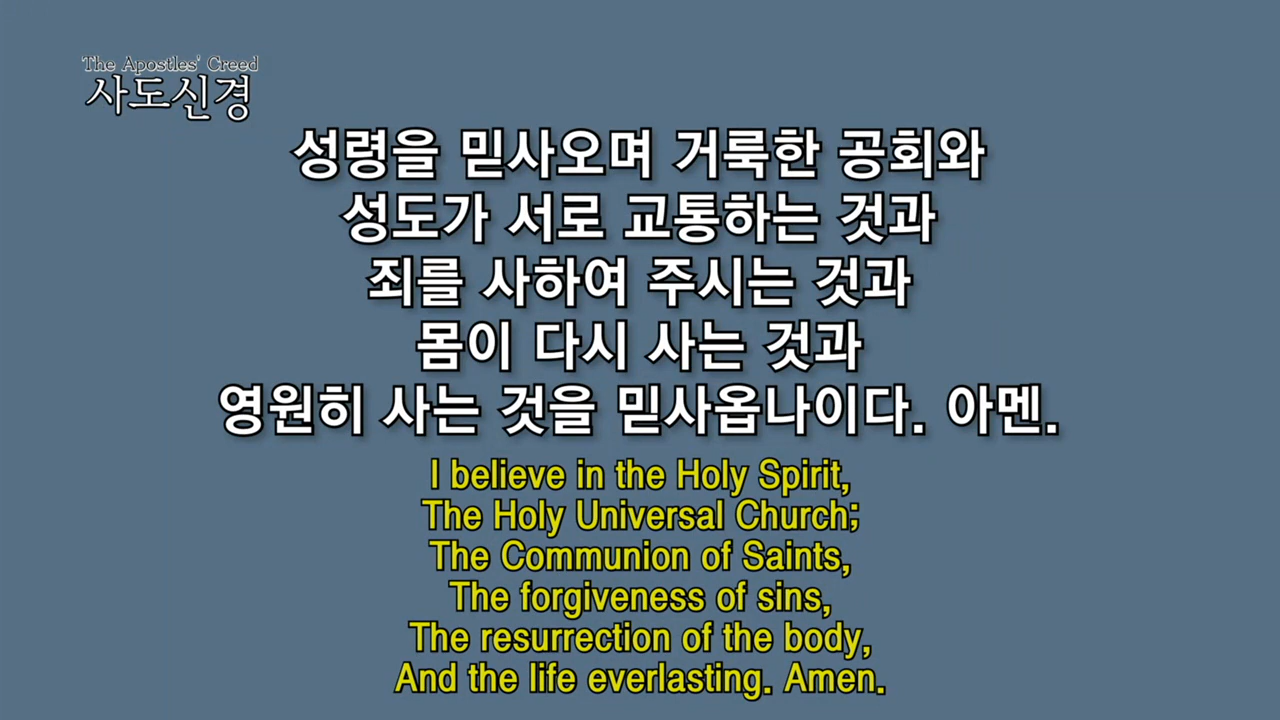 The Apostles' Creed
사도신경
성령을 믿사오며 거룩한 공회와
성도가 서로 교통하는 것과
죄를 사하여 주시는 것과
몸이 다시 사는 것과
영원히 사는 것을 믿사옵나이다. 아멘.
I believe in the Holy Spirit,
The Holy Universal Church;
The Communion of Saints,
The forgiveness of sins,
The resurrection of the body,
And the life everlasting. Amen.